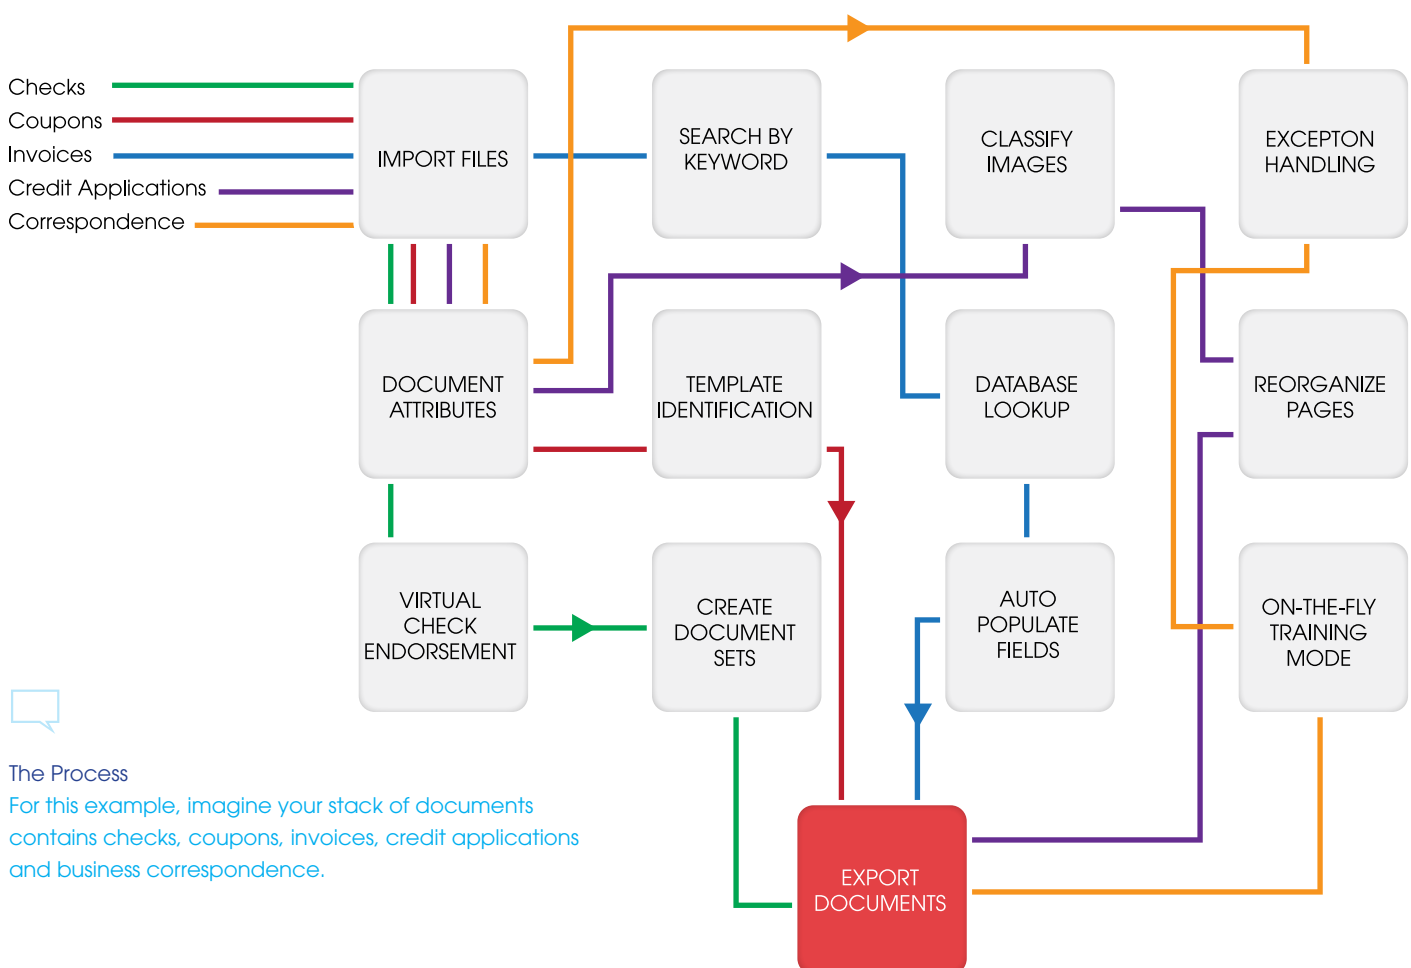 Checks
Coupons
Invoices
Credit Applications
Correspondence
IMPORT FILES
SEARCH BY
KEYWORD
CLASSIFY
IMAGES
EXCEPTON
HANDLING
DOCUMENT
ATTRIBUTES
TEMPLATE
IDENTIFICATION
DATABASE
LOOKUP
REORGANIZE
PAGES
VIRTUAL
CHECK
ENDORSEMENT
CREATE
DOCUMENT
SETS
AUTO
POPULATE
FIELDS
ON-THE-FLY
TRAINING
MODE
The Process
For this example, imagine your stack of documents
contains checks, coupons, invoices, credit applications
and business correspondence.
EXPORT
DOCUMENTS